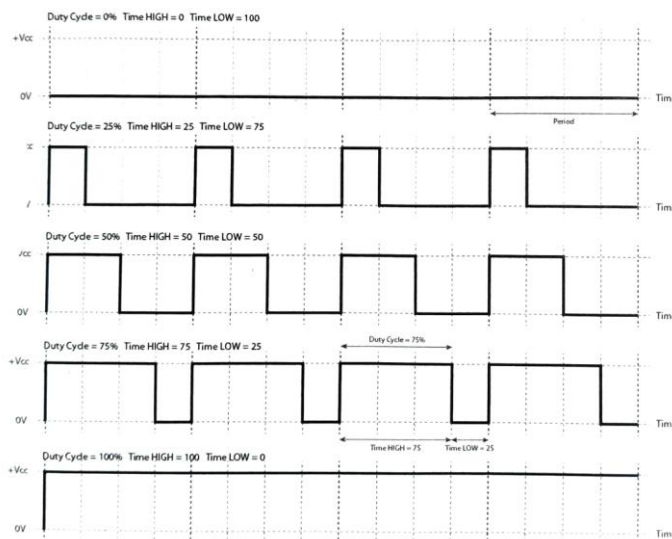 Duty Cycle = 0% Time HIGH = 0 Time LOW = 100
+Vcc
0V
Tim
Period
Duty Cycle = 25% Time HIGH = 25 Time LOW = 75
Tim
Duty Cycle = 50% Time HIGH = 50 Time LOW = 50
Vcc
0V
Tim
Duty Cycle = 75% Time HIGH = 75 Time LOW = 25
Duty Cycle = 75%
+Vcc
0V
Tim
Time HIGH = 75 Time LOW = 25
Duty Cycle = 100% Time HIGH = 100 Time LOW = 0
+Vcc
0V
Tim